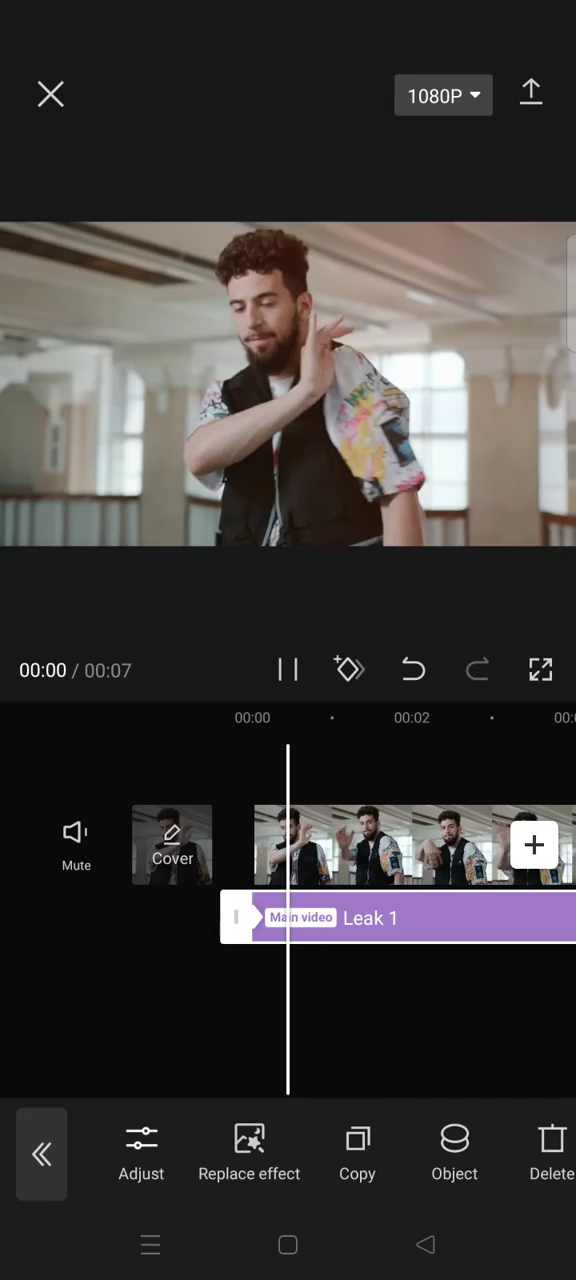 1080P
00:00 / 00:07
00:00
00:02
Mute
Cover
Main video
Leak 1
Adjust
Replace effect
Copy
Object
Delete